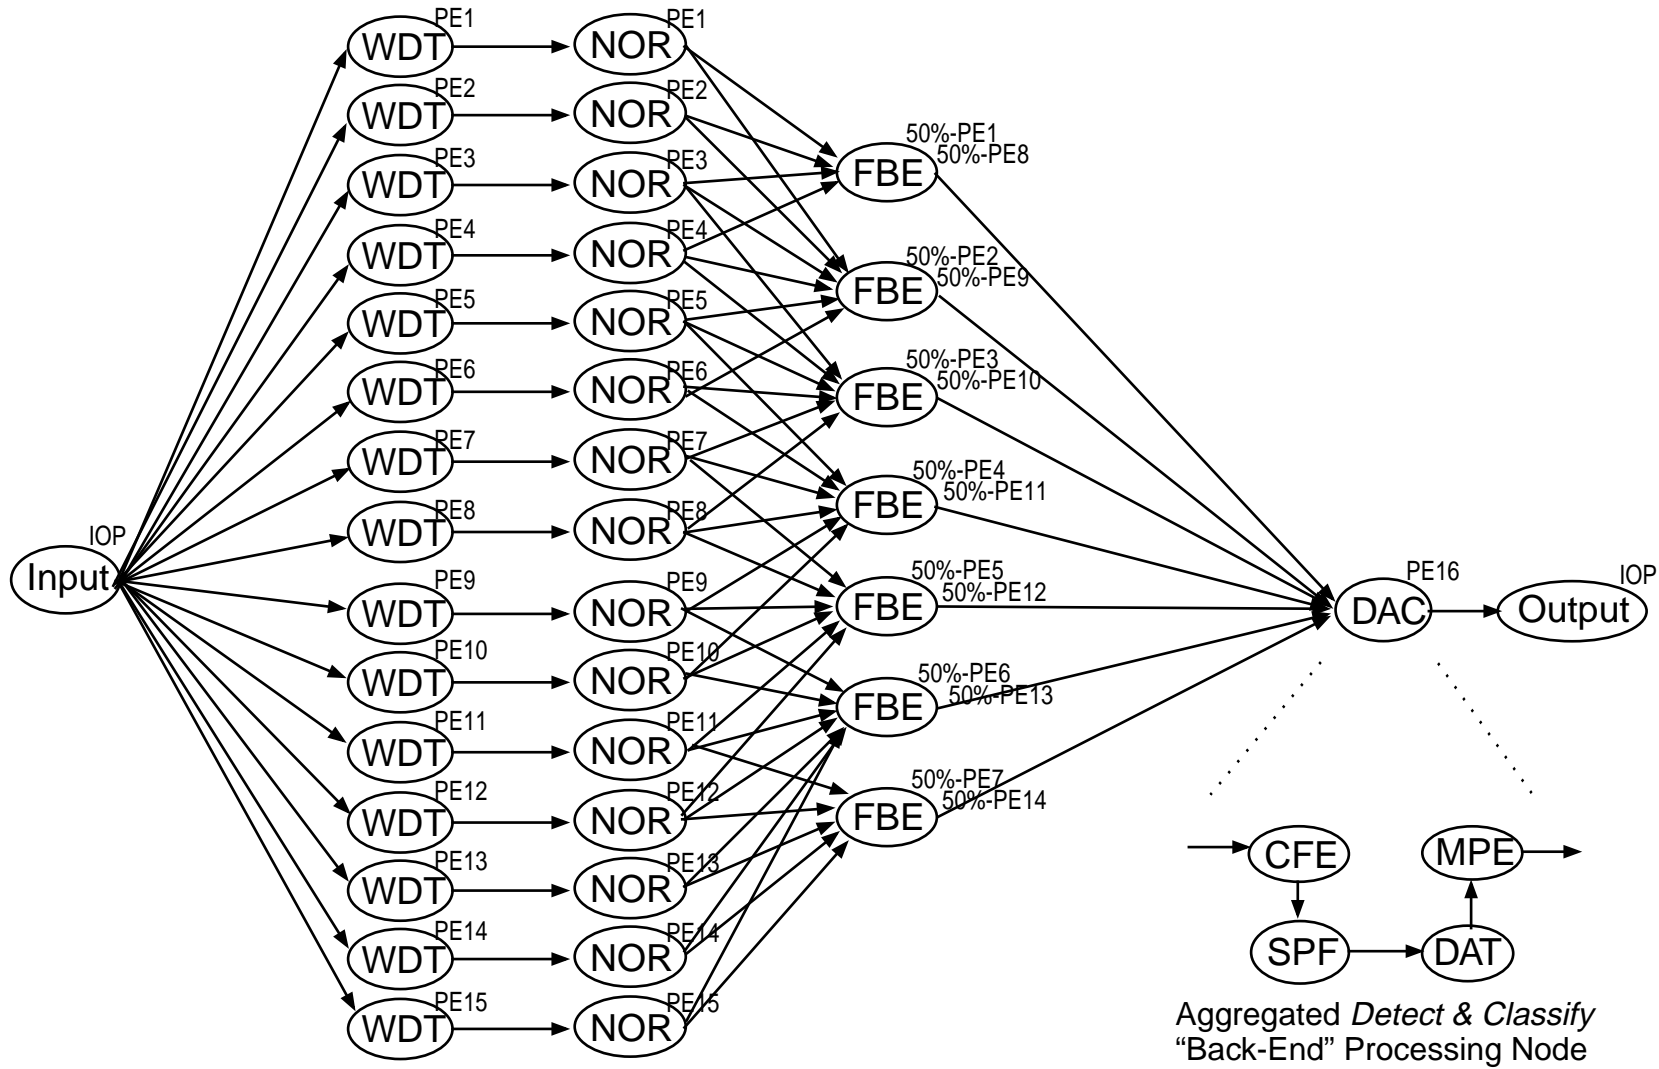 PE1
WDT
PE1
NOR
PE2
WDT
PE2
NOR
50%-PE1
50%-PE8
FBE
PE3
WDT
PE3
NOR
PE4
WDT
PE4
NOR
50%-PE2
50%-PE9
FBE
PE5
WDT
PE5
NOR
50%-PE3
50%-PE10
FBE
PE6
WDT
PE6
NOR
PE7
WDT
PE7
NOR
50%-PE4
50%-PE11
FBE
PE8
WDT
PE8
NOR
IOP
Input
50%-PE5
50%-PE12
FBE
PE9
WDT
PE9
NOR
PE16
DAC
IOP
Output
PE10
WDT
PE10
NOR
50%-PE6
50%-PE13
FBE
PE11
WDT
PE11
NOR
50%-PE7
50%-PE14
FBE
PE12
WDT
PE12
NOR
PE13
WDT
PE13
NOR
PE14
WDT
PE14
NOR
PE15
WDT
PE15
NOR
CFE
MPE
SPF
DAT
Aggregated Detect & Classify
“Back-End” Processing Node